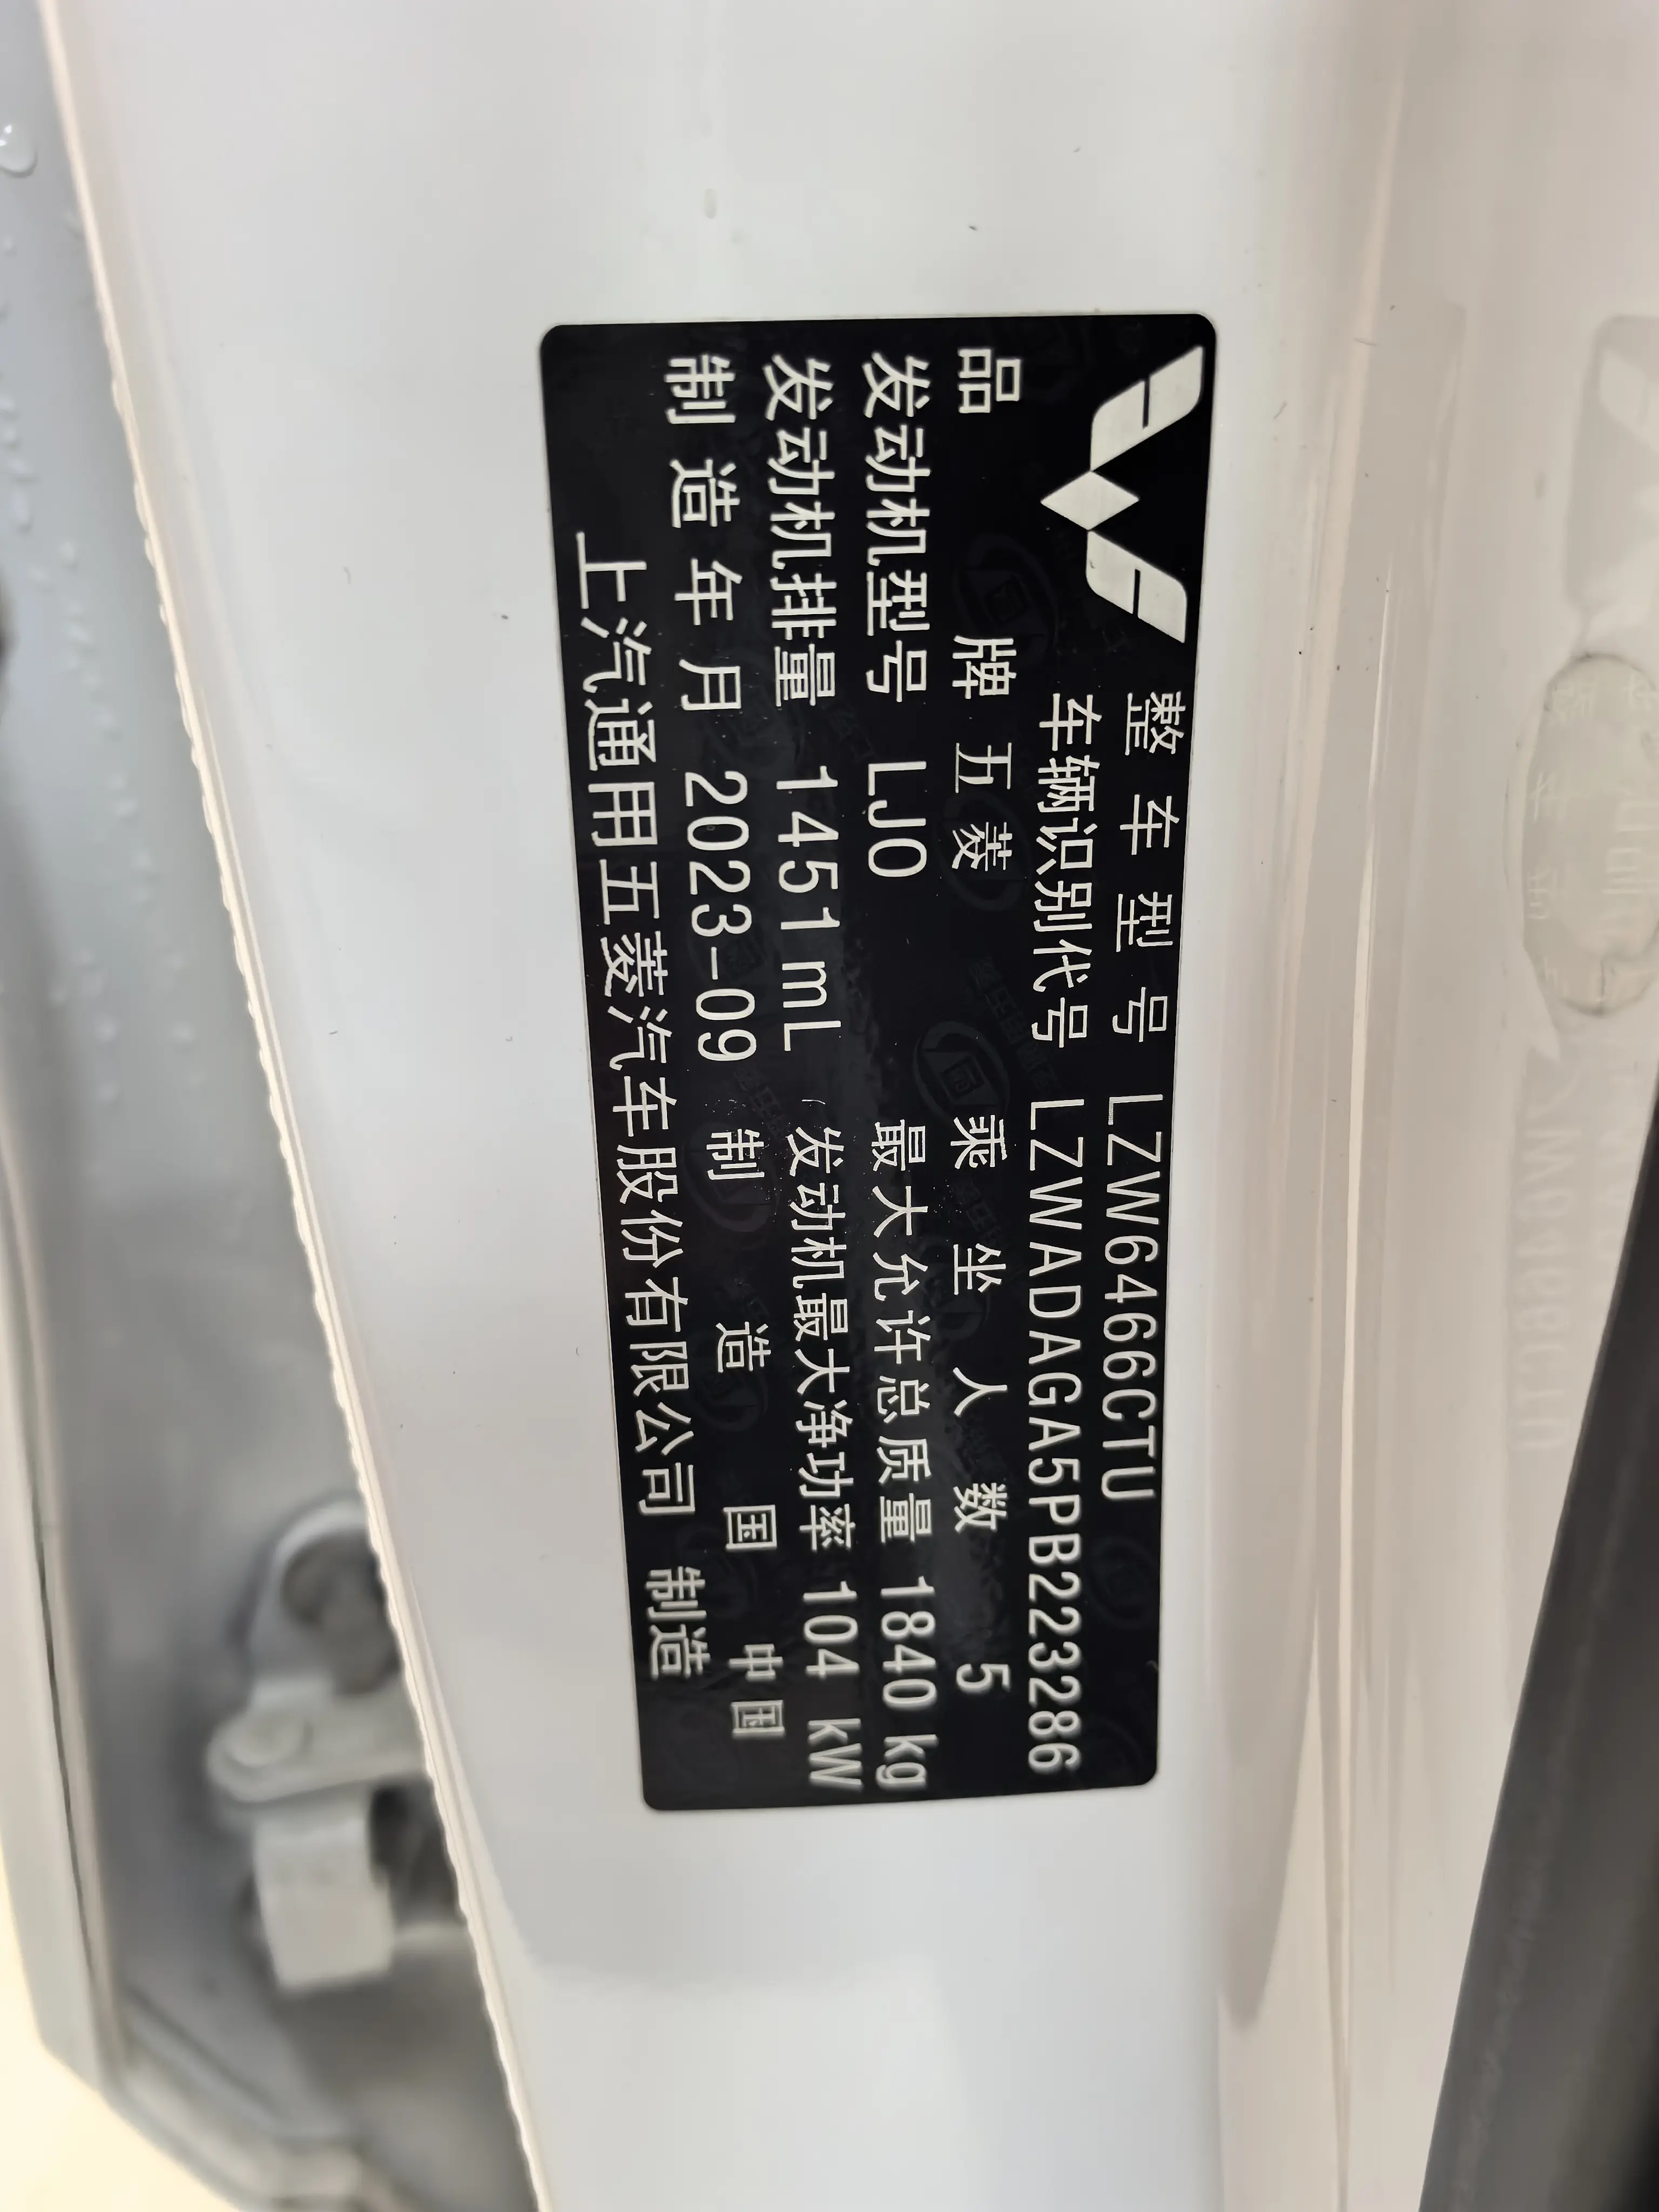 整车型号 LZW6466CTU
车辆识别代号 LZWADAGA5PB223286
品牌 五菱 乘坐人数 5
发动机型号 LJO 最大允许总质量 1840 kg
发动机排量 1451mL 发动机最大净功率 104 kW
制造年月 2023-09 制造国 中国
上汽通用五菱汽车股份有限公司 制造